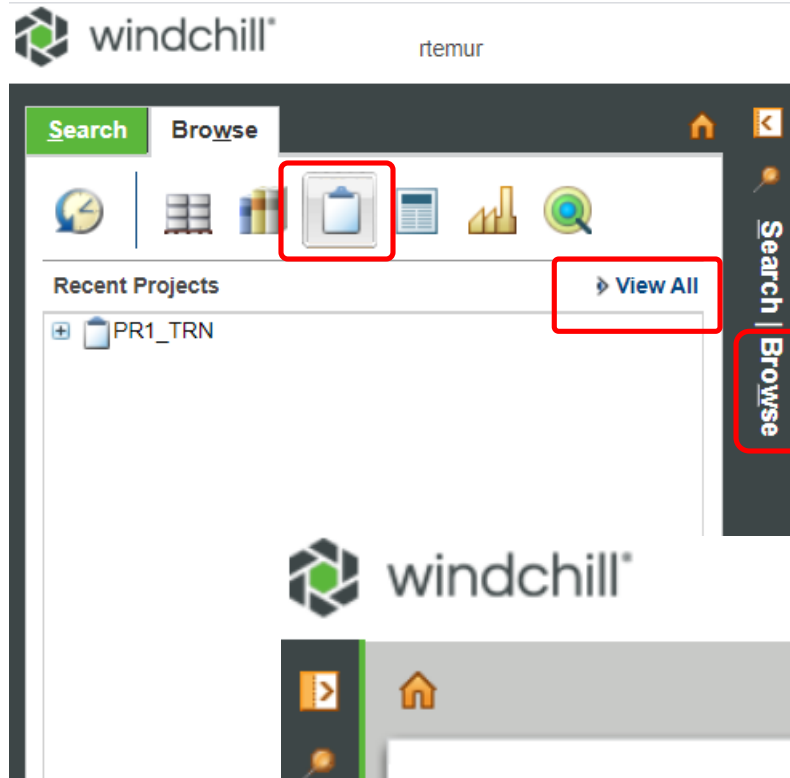 windchill®
rtemur
Search Browse
Recent Projects View All
PR1_TRN
Search | Browse
windchill®